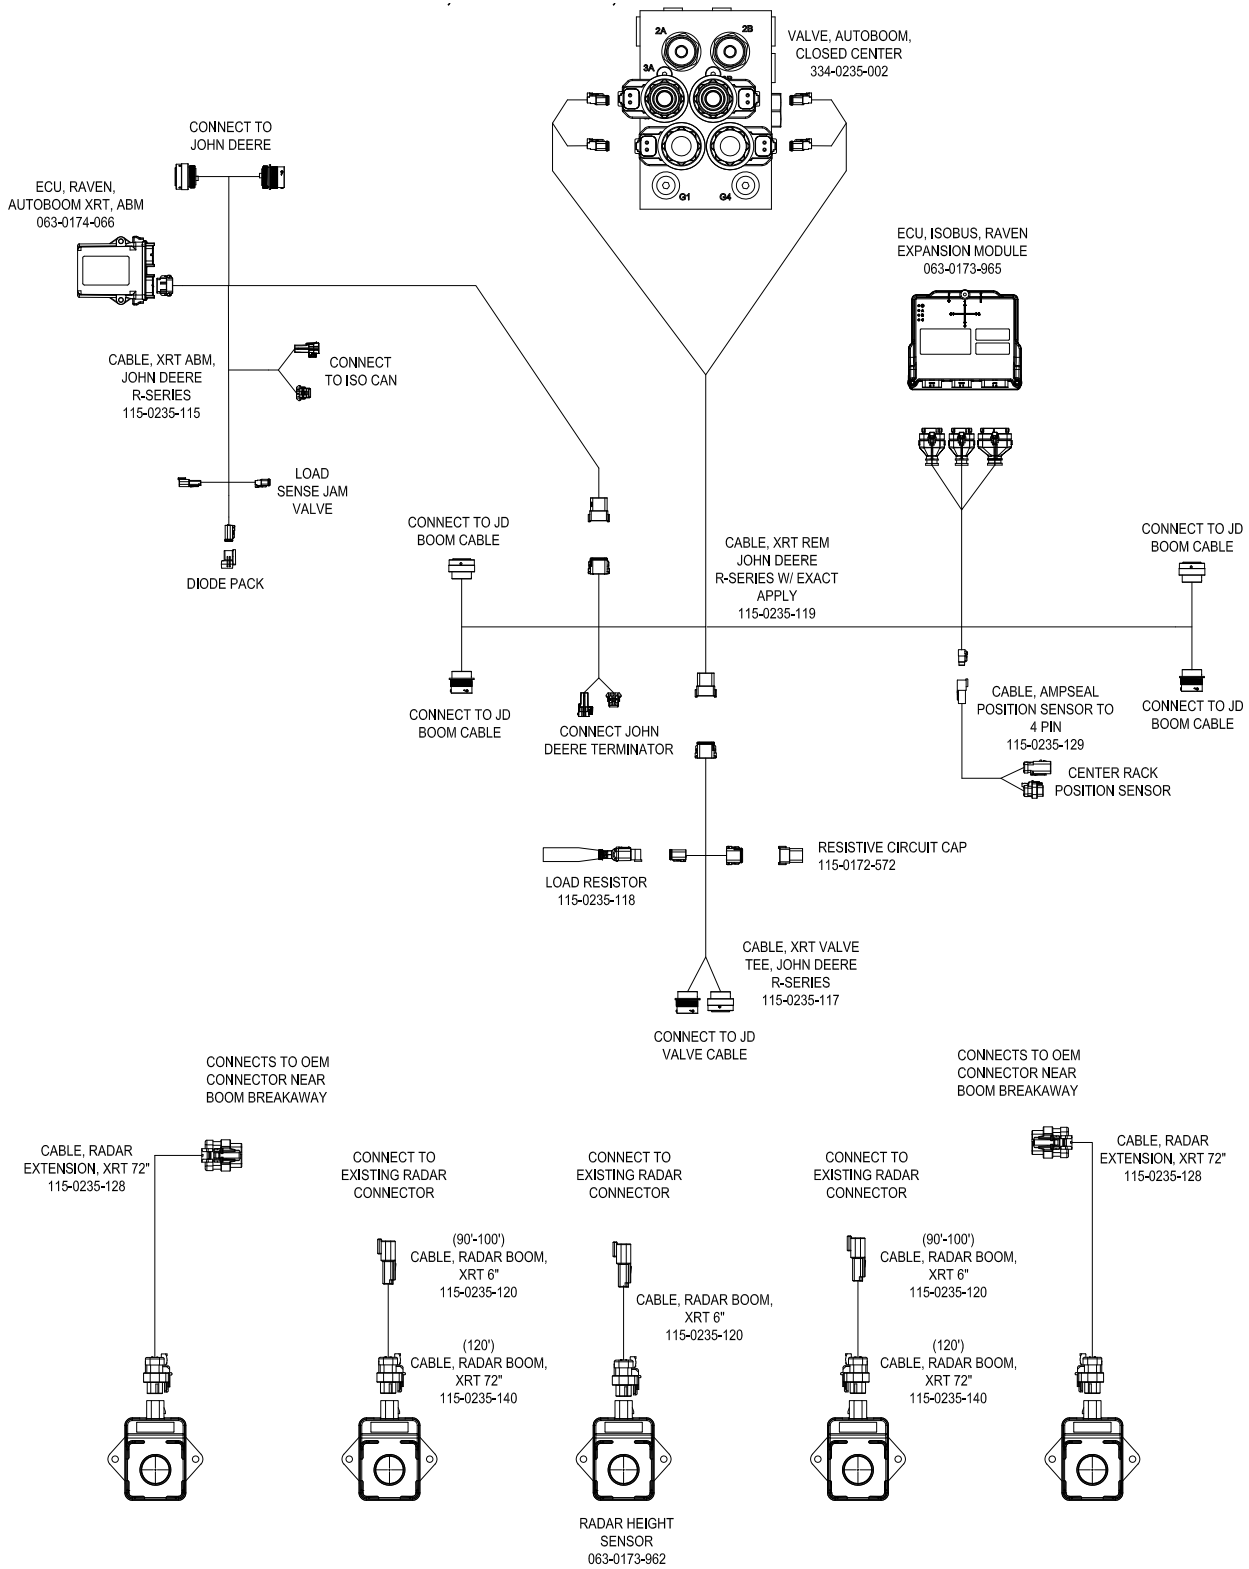 2A
2B
3A
G1
G4
VALVE, AUTOBOOM,
CLOSED CENTER
334-0235-002
CONNECT TO
JOHN DEERE
ECU, RAVEN,
AUTOBOOM XRT, ABM
063-0174-066
ECU, ISOBUS, RAVEN
EXPANSION MODULE
063-0173-965
CABLE, XRT ABM,
JOHN DEERE
R-SERIES
115-0235-115
CONNECT
TO ISO CAN
LOAD
SENSE JAM
VALVE
DIODE PACK
CONNECT TO JD
BOOM CABLE
CABLE, XRT REM
JOHN DEERE
R-SERIES W/ EXACT
APPLY
115-0235-119
CONNECT TO JD
BOOM CABLE
CONNECT TO JD
BOOM CABLE
CONNECT JOHN
DEERE TERMINATOR
CABLE, AMPSEAL
POSITION SENSOR TO
4 PIN
115-0235-129
CONNECT TO JD
BOOM CABLE
CENTER RACK
POSITION SENSOR
LOAD RESISTOR
115-0235-118
RESISTIVE CIRCUIT CAP
115-0172-572
CABLE, XRT VALVE
TEE, JOHN DEERE
R-SERIES
115-0235-117
CONNECT TO JD
VALVE CABLE
CONNECTS TO OEM
CONNECTOR NEAR
BOOM BREAKAWAY
CONNECTS TO OEM
CONNECTOR NEAR
BOOM BREAKAWAY
CABLE, RADAR
EXTENSION, XRT 72"
115-0235-128
CONNECT TO
EXISTING RADAR
CONNECTOR
CONNECT TO
EXISTING RADAR
CONNECTOR
CONNECT TO
EXISTING RADAR
CONNECTOR
CABLE, RADAR
EXTENSION, XRT 72"
115-0235-128
(90'-100')
CABLE, RADAR BOOM,
XRT 6"
115-0235-120
(120')
CABLE, RADAR BOOM,
XRT 72"
115-0235-140
CABLE, RADAR BOOM,
XRT 6"
115-0235-120
(90'-100')
CABLE, RADAR BOOM,
XRT 6"
115-0235-120
(120')
CABLE, RADAR BOOM,
XRT 72"
115-0235-140
RADAR HEIGHT
SENSOR
063-0173-962